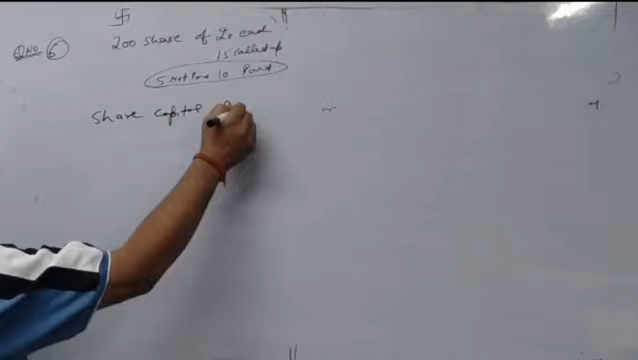 卐
Q No. 6
200 share of 20 each
15 called up
5 Not Paid 10 Paid
Share capital